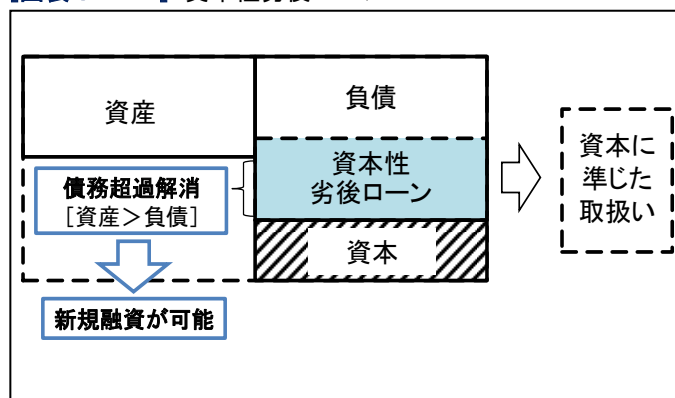 資産
負債
資本性
劣後ローン
資本
債務超過解消
[資産>負債]
新規融資が可能
資本に
準じた
取扱い